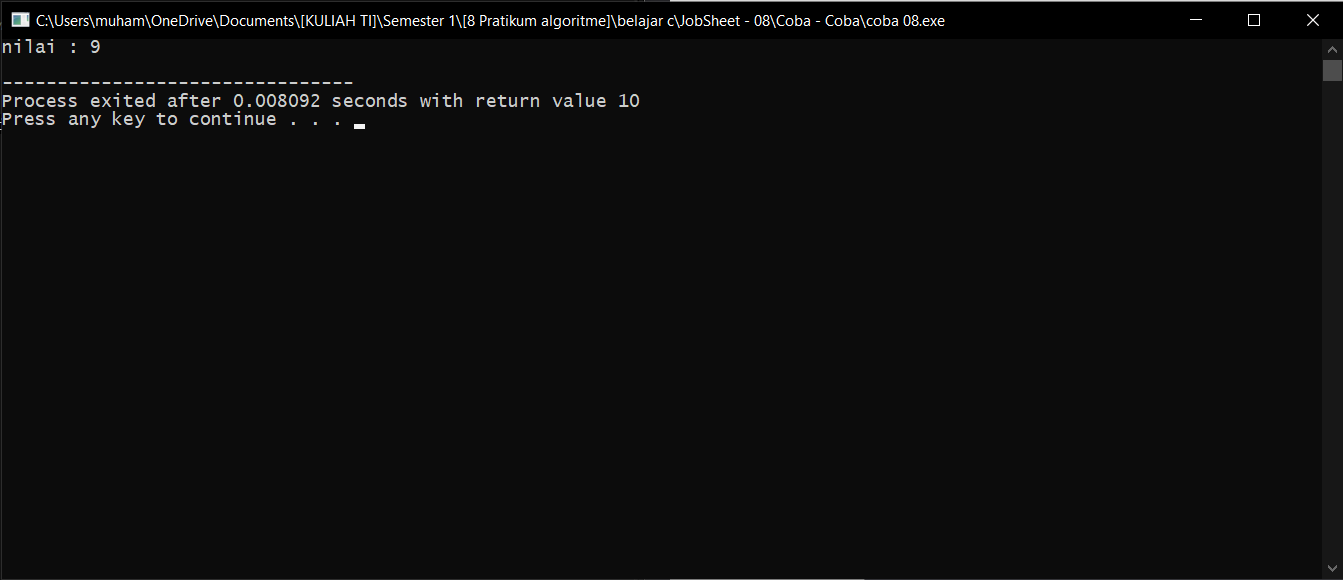 C:\Users\muham\OneDrive\Documents\[KULIAH TI]\Semester 1\[8 Pratikum algoritme]\belajar c\JobSheet - 08\Coba - Coba\coba 08.exe
nilai : 9
--------------------------------
Process exited after 0.008092 seconds with return value 10
Press any key to continue . . .